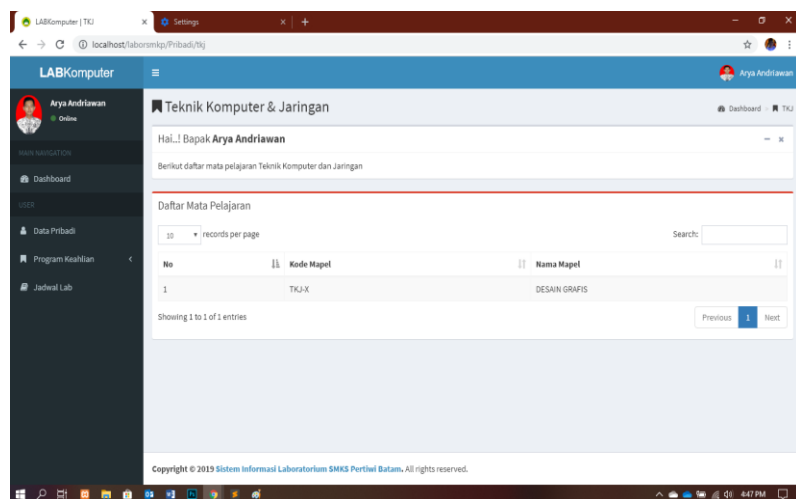 LABKomputer | TKJ
Settings
localhost/laborsmkp/Pribadi/tkj
LABKomputer
Arya Andriawan
Arya Andriawan
Online
MAIN NAVIGATION
Dashboard
USER
Data Pribadi
Program Keahlian
Jadwal Lab
Teknik Komputer & Jaringan
Dashboard > TKJ
Hai..! Bapak Arya Andriawan
Berikut daftar mata pelajaran Teknik Komputer dan Jaringan
Daftar Mata Pelajaran
10 records per page
Search:
No Kode Mapel Nama Mapel
1 TKJ-X DESAIN GRAFIS
Showing 1 to 1 of 1 entries
Previous 1 Next
Copyright © 2019 Sistem Informasi Laboratorium SMKS Pertiwi Batam. All rights reserved.
4:47 PM